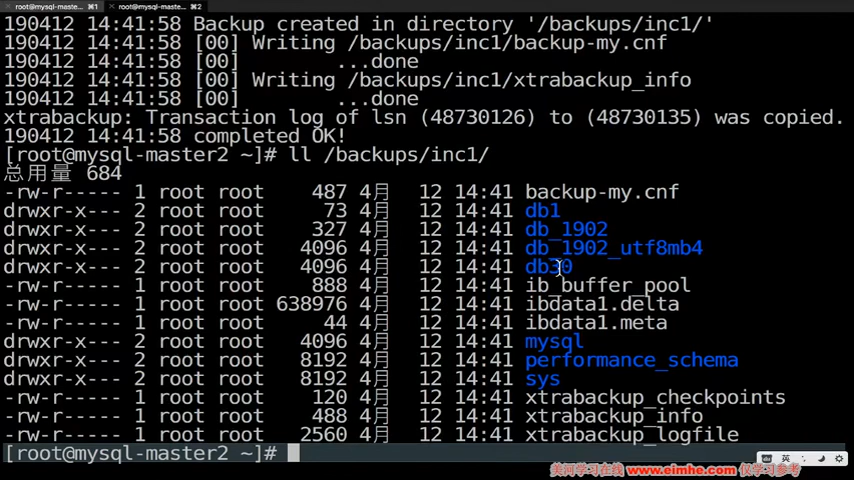 root@mysql-master2:~ ⌘1 root@mysql-master2:~ ⌘2
190412 14:41:58 Backup created in directory '/backups/inc1/'
190412 14:41:58 [00] Writing /backups/inc1/backup-my.cnf
190412 14:41:58 [00]        ...done
190412 14:41:58 [00] Writing /backups/inc1/xtrabackup_info
190412 14:41:58 [00]        ...done
xtrabackup: Transaction log of lsn (48730126) to (48730135) was copied.
190412 14:41:58 completed OK!
[root@mysql-master2 ~]# ll /backups/inc1/
总用量 684
-rw-r----- 1 root root    487 4月  12 14:41 backup-my.cnf
drwxr-x--- 2 root root     73 4月  12 14:41 db1
drwxr-x--- 2 root root    327 4月  12 14:41 db_1902
drwxr-x--- 2 root root   4096 4月  12 14:41 db_1902_utf8mb4
drwxr-x--- 2 root root   4096 4月  12 14:41 db30
-rw-r----- 1 root root    888 4月  12 14:41 ib_buffer_pool
-rw-r----- 1 root root 638976 4月  12 14:41 ibdata1.delta
-rw-r----- 1 root root     44 4月  12 14:41 ibdata1.meta
drwxr-x--- 2 root root   4096 4月  12 14:41 mysql
drwxr-x--- 2 root root   8192 4月  12 14:41 performance_schema
drwxr-x--- 2 root root   8192 4月  12 14:41 sys
-rw-r----- 1 root root    120 4月  12 14:41 xtrabackup_checkpoints
-rw-r----- 1 root root    488 4月  12 14:41 xtrabackup_info
-rw-r----- 1 root root   2560 4月  12 14:41 xtrabackup_logfile
[root@mysql-master2 ~]#
英
美河学习在线 www.eimhe.com 仅学习参考